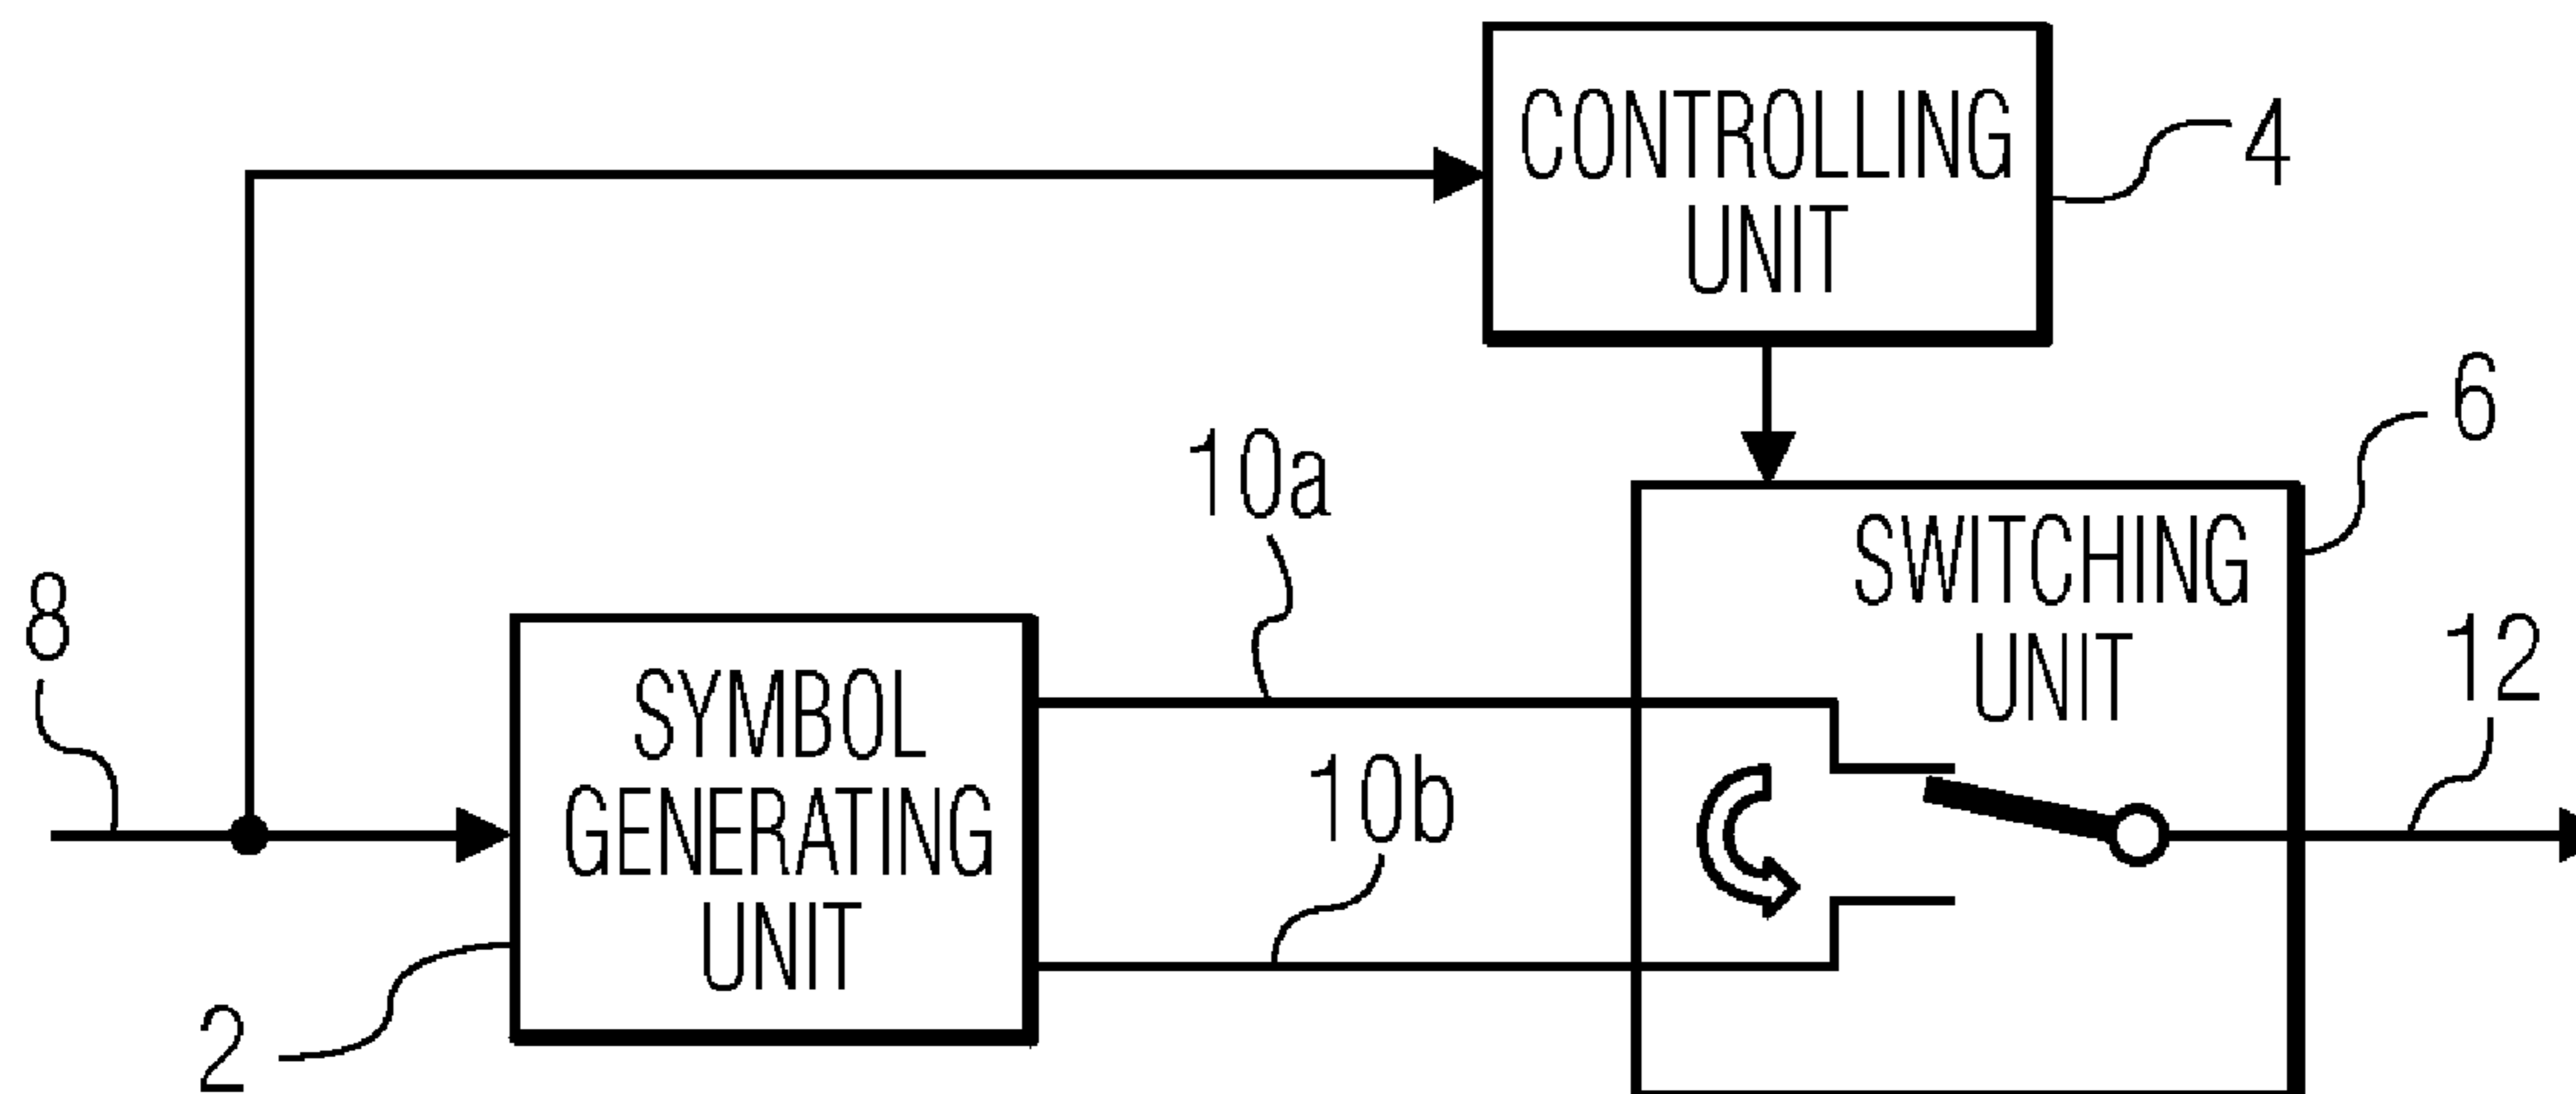 CONTROLLING
UNIT
4
6
10a
SWITCHING
UNIT
8
SYMBOL
GENERATING
UNIT
10b
12
2